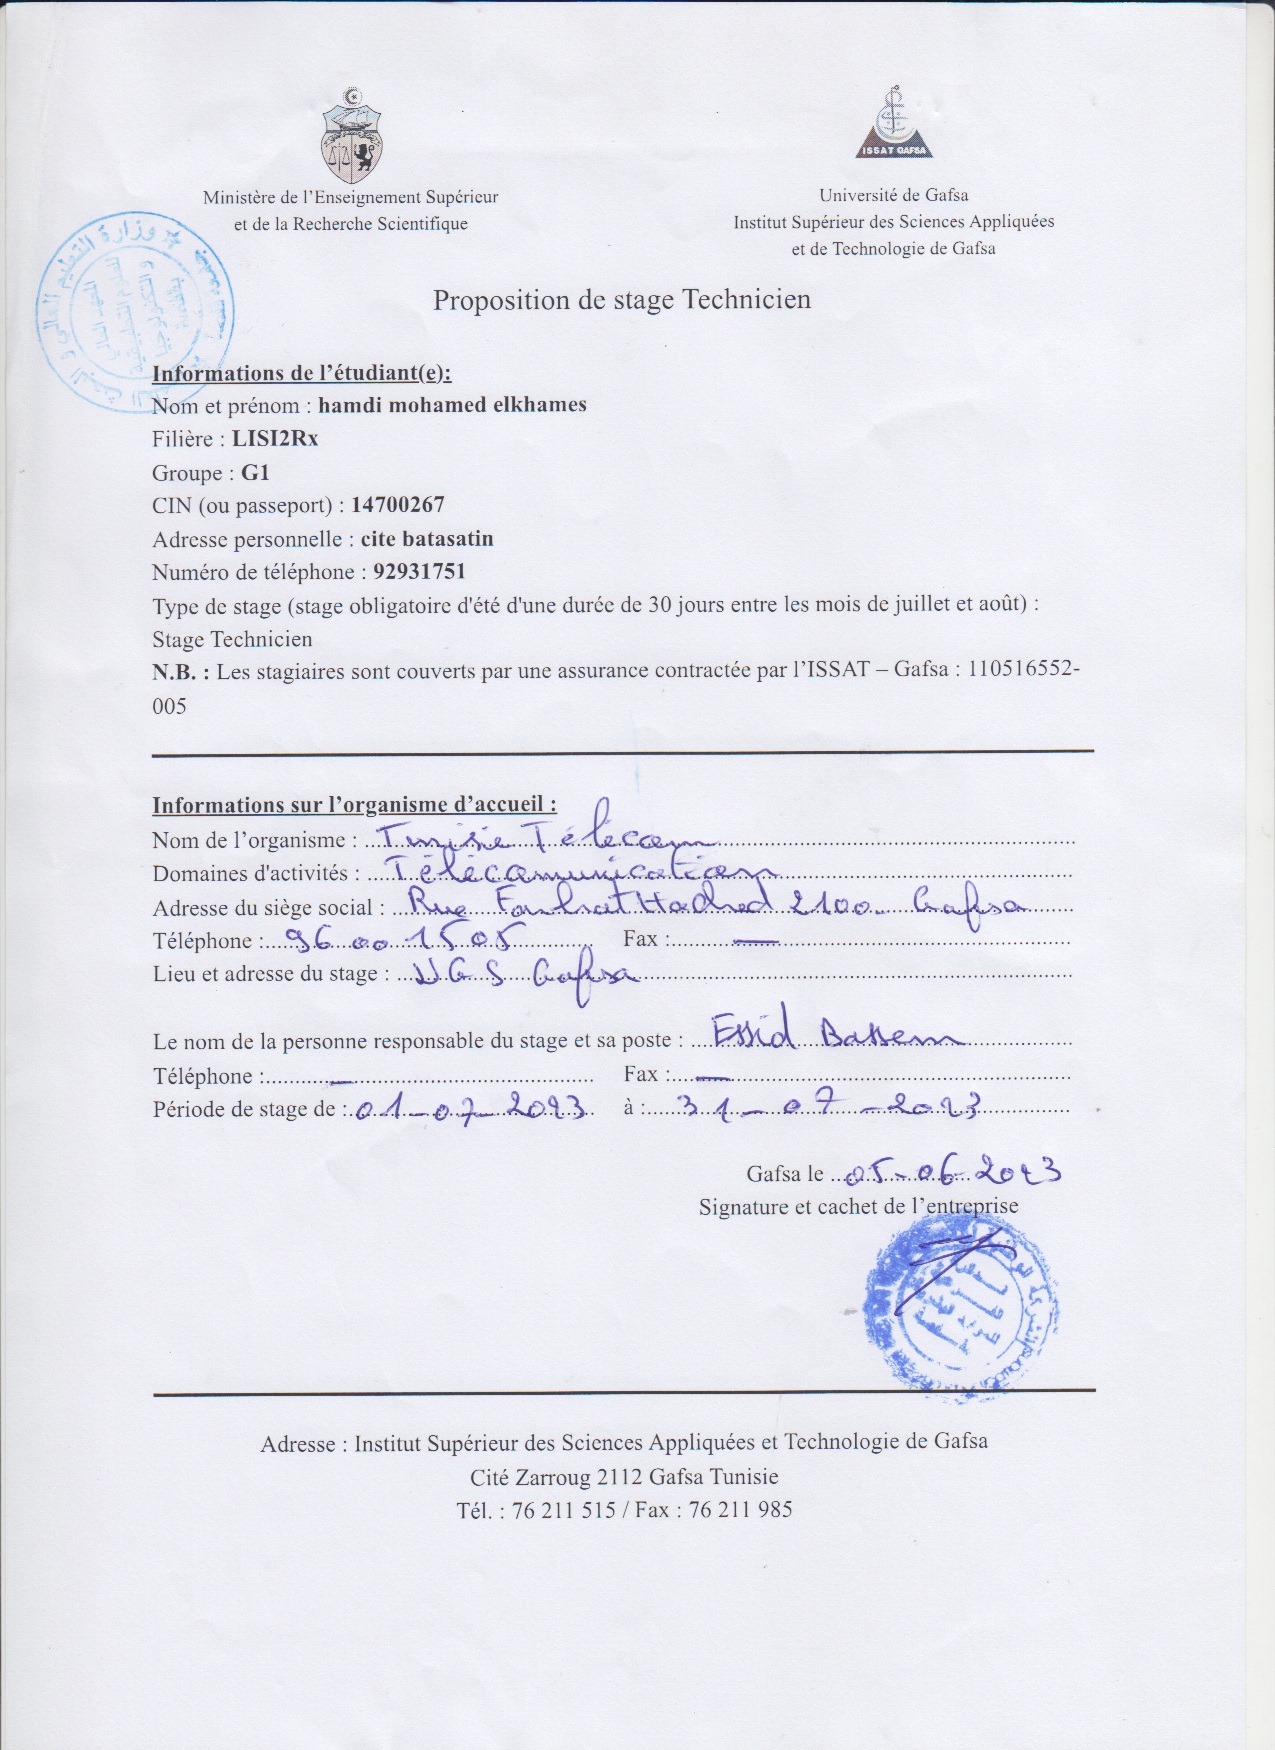 ISSAT GAFSA
Ministère de l'Enseignement Supérieur
et de la Recherche Scientifique
Université de Gafsa
Institut Supérieur des Sciences Appliquées
et de Technologie de Gafsa
وزارة التعليم العالي و
Proposition de stage Technicien
Informations de l'étudiant(e):
Nom et prénom : hamdi mohamed elkhames
Filière : LISI2Rx
Groupe : G1
CIN (ou passeport) : 14700267
Adresse personnelle : cite batasatin
Numéro de téléphone : 92931751
Type de stage (stage obligatoire d'été d'une durée de 30 jours entre les mois de juillet et août) :
Stage Technicien
N.B. : Les stagiaires sont couverts par une assurance contractée par l'ISSAT – Gafsa : 110516552-
005
Informations sur l'organisme d'accueil :
Nom de l'organisme : Tunisie Télécom
Domaines d'activités : Télécomunication
Adresse du siège social : Rue Farhat Hached 2100 Gafsa
Téléphone : 96 00 15 05 Fax : —
Lieu et adresse du stage : Gafsa
Le nom de la personne responsable du stage et sa poste : Essid Bassem
Téléphone : — Fax : —
Période de stage de : 01-07-2023 à : 31-07-2023
Gafsa le 05-06-2023
Signature et cachet de l'entreprise
Adresse : Institut Supérieur des Sciences Appliquées et Technologie de Gafsa
Cité Zarroug 2112 Gafsa Tunisie
Tél. : 76 211 515 / Fax : 76 211 985